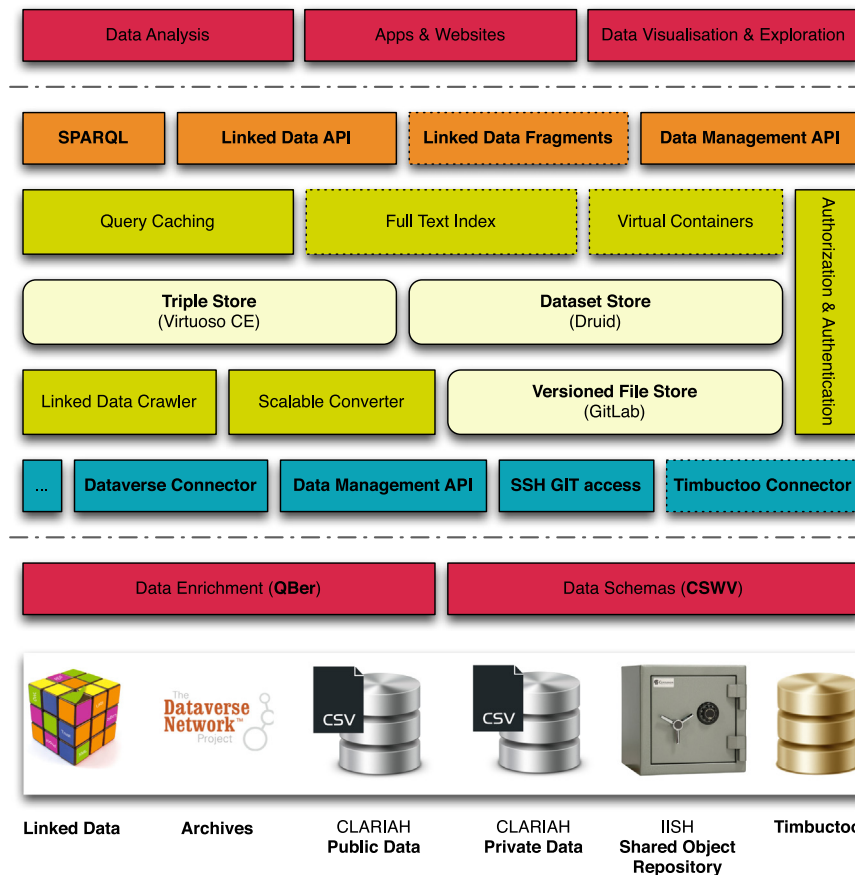 Data Analysis
Apps & Websites
Data Visualisation & Exploration
SPARQL
Linked Data API
Linked Data Fragments
Data Management API
Query Caching
Full Text Index
Virtual Containers
Authorization & Authentication
Triple Store
(Virtuoso CE)
Dataset Store
(Druid)
Linked Data Crawler
Scalable Converter
Versioned File Store
(GitLab)
...
Dataverse Connector
Data Management API
SSH GIT access
Timbuctoo Connector
Data Enrichment (QBer)
Data Schemas (CSWV)
The
Dataverse
Network™
Project
CSV
CSV
Linked Data
Archives
CLARIAH
Public Data
CLARIAH
Private Data
IISH
Shared Object
Repository
Timbuctoo